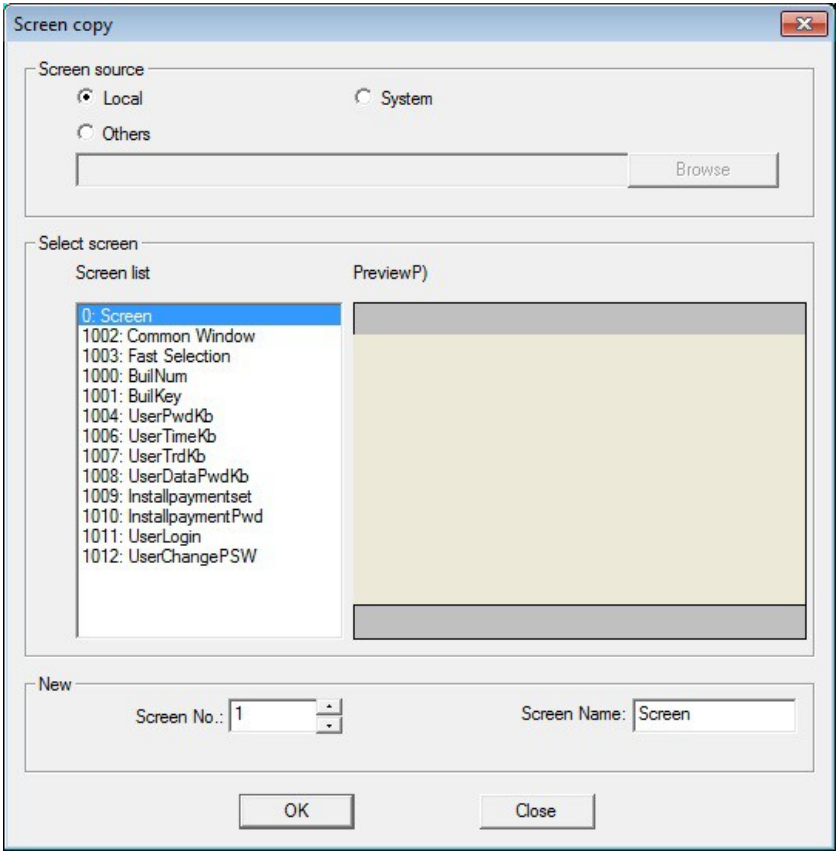 Screen copy
Screen source
Local
System
Others
Browse
Select screen
Screen list
PreviewP)
0: Screen
1002: Common Window
1003: Fast Selection
1000: BuilNum
1001: BuilKey
1004: UserPwdKb
1006: UserTimeKb
1007: UserTrdKb
1008: UserDataPwdKb
1009: Installpaymentset
1010: InstallpaymentPwd
1011: UserLogin
1012: UserChangePSW
New
Screen No.: 1
Screen Name: Screen
OK
Close